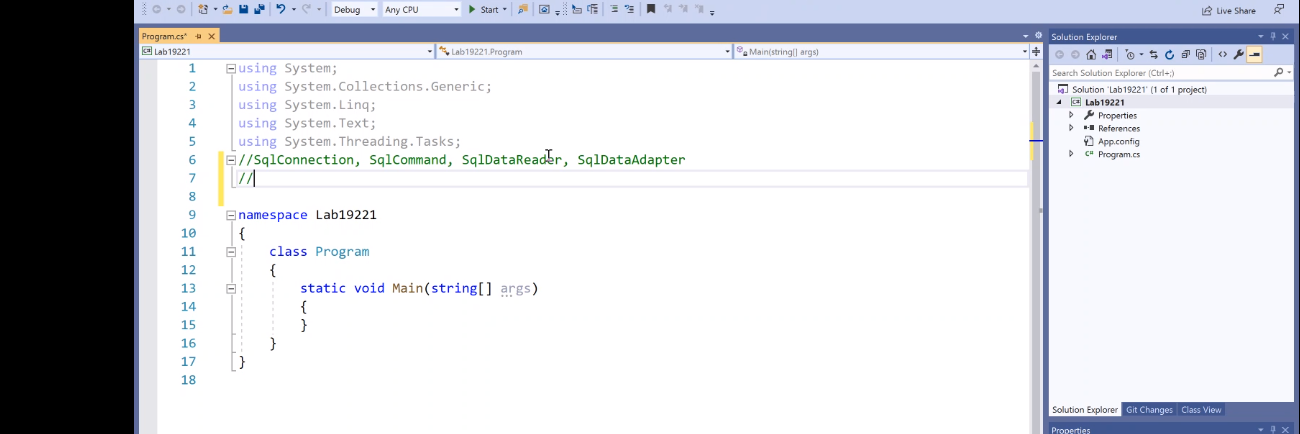 Debug Any CPU Start Live Share
Program.cs*
Lab19221 Lab19221.Program Main(string[] args)
1 using System;
2 using System.Collections.Generic;
3 using System.Linq;
4 using System.Text;
5 using System.Threading.Tasks;
6 //SqlConnection, SqlCommand, SqlDataReader, SqlDataAdapter
7 //
8
9 namespace Lab19221
10 {
11 class Program
12 {
13 static void Main(string[] args)
14 {
15 }
16 }
17 }
18
Solution Explorer
Search Solution Explorer (Ctrl+;)
Solution 'Lab19221' (1 of 1 project)
Lab19221
Properties
References
App.config
Program.cs
Solution Explorer Git Changes Class View
Properties